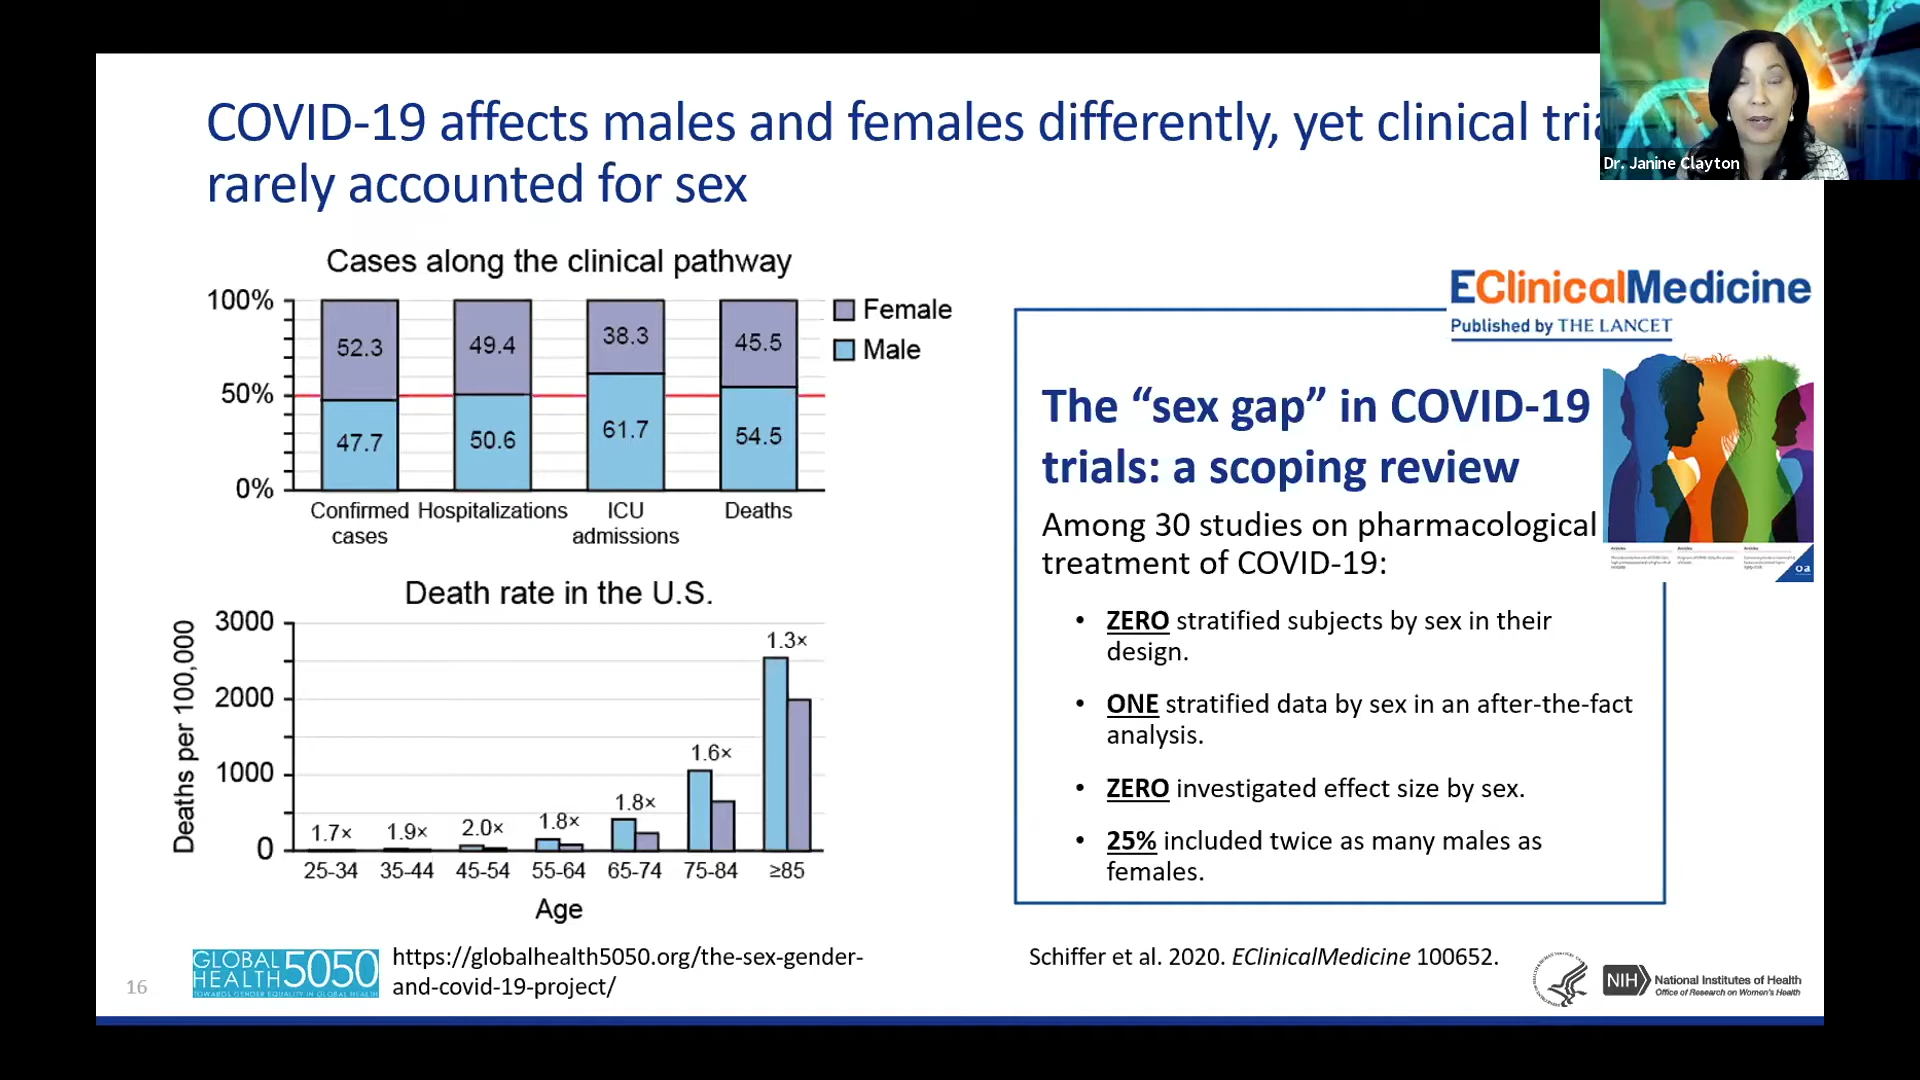 COVID-19 affects males and females differently, yet clinical
rarely accounted for sex
Dr. Janine Clayton
Cases along the clinical pathway
100%
50%
0%
52.3
49.4
38.3
45.5
47.7
50.6
61.7
54.5
Female
Male
Confirmed cases
Hospitalizations
ICU admissions
Deaths
Death rate in the U.S.
Deaths per 100,000
3000
2000
1000
0
1.7×
1.9×
2.0×
1.8×
1.8×
1.6×
1.3×
25-34
35-44
45-54
55-64
65-74
75-84
≥85
Age
EClinicalMedicine
Published by THE LANCET
The “sex gap” in COVID-19
trials: a scoping review
Among 30 studies on pharmacological
treatment of COVID-19:
• ZERO stratified subjects by sex in their
design.
• ONE stratified data by sex in an after-the-fact
analysis.
• ZERO investigated effect size by sex.
• 25% included twice as many males as
females.
16
GLOBAL
HEALTH 5050
TOWARDS GENDER EQUALITY IN GLOBAL HEALTH
https://globalhealth5050.org/the-sex-gender-
and-covid-19-project/
Schiffer et al. 2020. EClinicalMedicine 100652.
NIH
National Institutes of Health
Office of Research on Women's Health